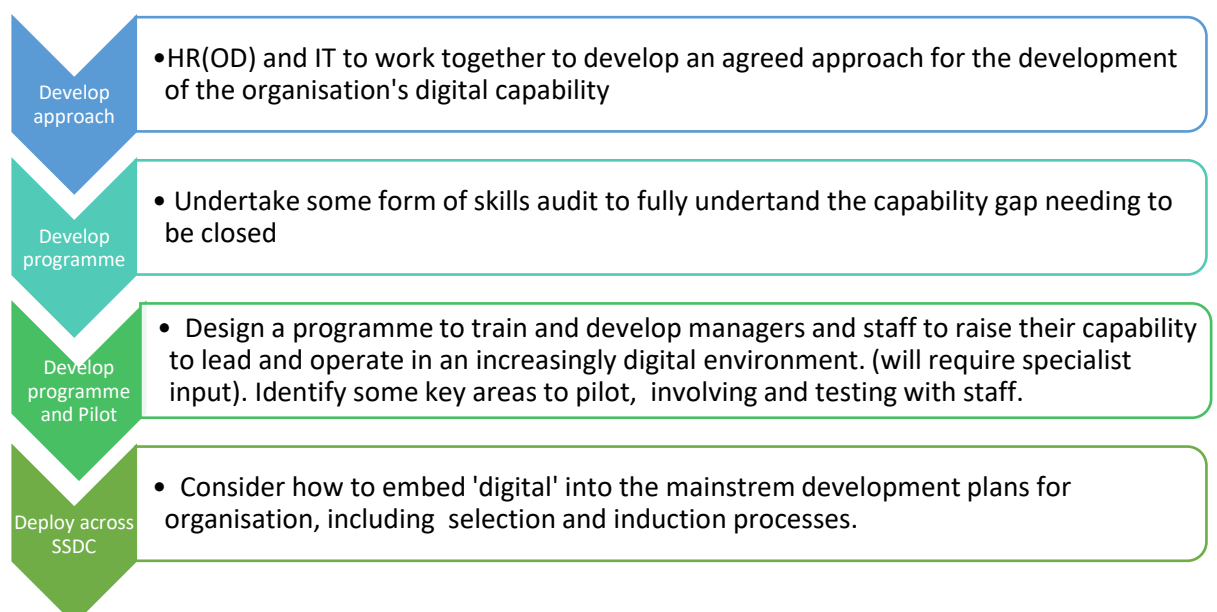 Develop
approach
•HR(OD) and IT to work together to develop an agreed approach for the development
of the organisation's digital capability
Develop
programme
• Undertake some form of skills audit to fully undertand the capability gap needing to
be closed
Develop
programme
and Pilot
• Design a programme to train and develop managers and staff to raise their capability
to lead and operate in an increasingly digital environment. (will require specialist
input). Identify some key areas to pilot, involving and testing with staff.
Deploy across
SSDC
• Consider how to embed 'digital' into the mainstrem development plans for
organisation, including selection and induction processes.